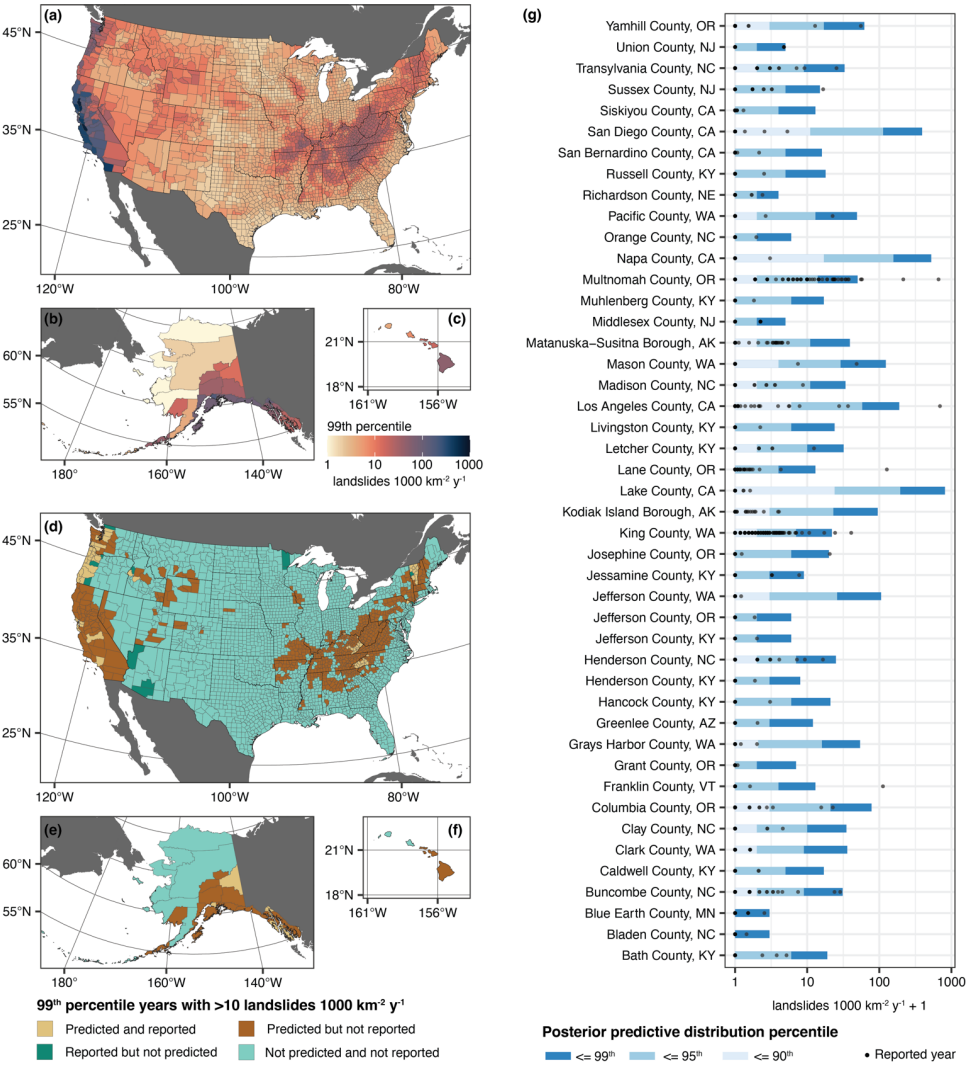 (a)
45°N
35°N
25°N
120°W
100°W
80°W
(b)
60°N
55°N
180°
160°W
140°W
(c)
21°N
18°N
161°W
156°W
99th percentile
1
10
100
1000
landslides 1000 km⁻² y⁻¹
(d)
45°N
35°N
25°N
120°W
100°W
80°W
(e)
60°N
55°N
180°
160°W
140°W
(f)
21°N
18°N
161°W
156°W
99th percentile years with >10 landslides 1000 km⁻² y⁻¹
Predicted and reported
Predicted but not reported
Reported but not predicted
Not predicted and not reported
(g)
Yamhill County, OR
Union County, NJ
Transylvania County, NC
Sussex County, NJ
Siskiyou County, CA
San Diego County, CA
San Bernardino County, CA
Russell County, KY
Richardson County, NE
Pacific County, WA
Orange County, NC
Napa County, CA
Multnomah County, OR
Muhlenberg County, KY
Middlesex County, NJ
Matanuska−Susitna Borough, AK
Mason County, WA
Madison County, NC
Los Angeles County, CA
Livingston County, KY
Letcher County, KY
Lane County, OR
Lake County, CA
Kodiak Island Borough, AK
King County, WA
Josephine County, OR
Jessamine County, KY
Jefferson County, WA
Jefferson County, OR
Jefferson County, KY
Henderson County, NC
Henderson County, KY
Hancock County, KY
Greenlee County, AZ
Grays Harbor County, WA
Grant County, OR
Franklin County, VT
Columbia County, OR
Clay County, NC
Clark County, WA
Caldwell County, KY
Buncombe County, NC
Blue Earth County, MN
Bladen County, NC
Bath County, KY
1
10
100
1000
landslides 1000 km⁻² y⁻¹ + 1
Posterior predictive distribution percentile
<= 99th
<= 95th
<= 90th
Reported year